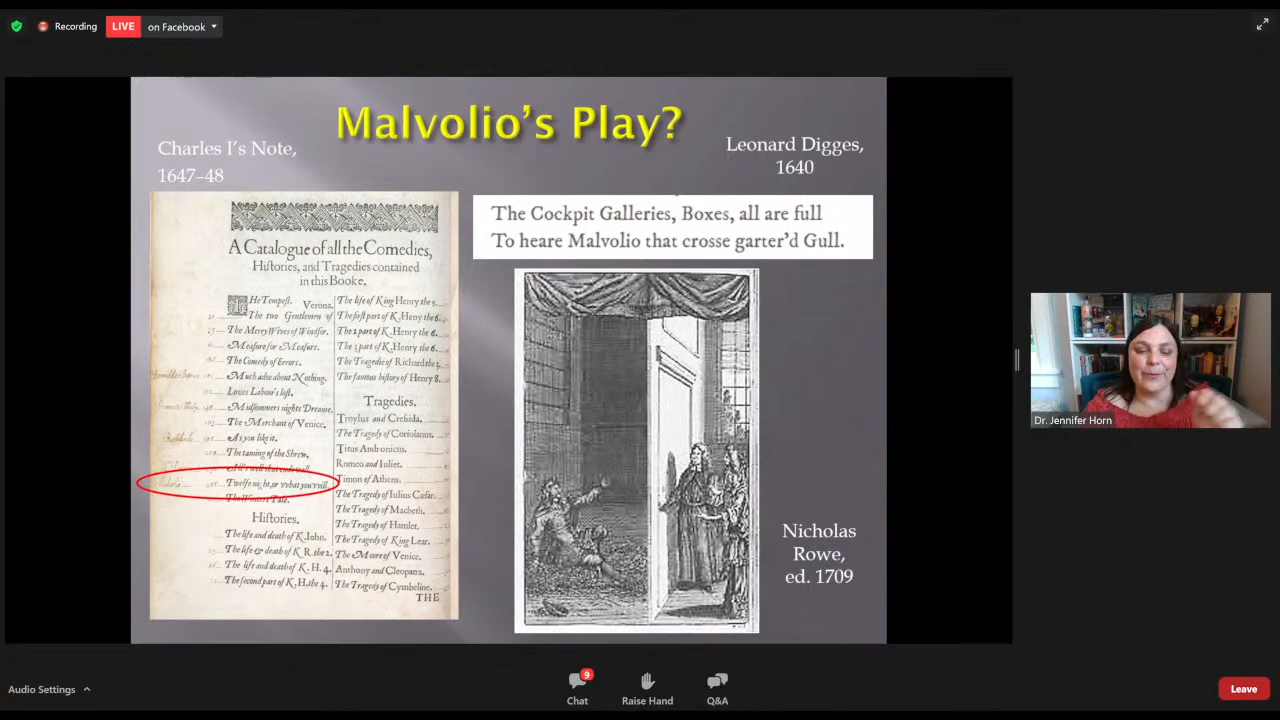 Recording
LIVE
on Facebook
Malvolio's Play?
Charles I's Note,
1647–48
Leonard Digges,
1640
The Cockpit Galleries, Boxes, all are full
To heare Malvolio that crosse garter'd Gull.
A Catalogue of all the Comedies,
Hiſtories, and Tragedies contained
in this Booke.
THe Tempeſt.
The two Gentlemen of Verona.
The Merry Wives of Windſor.
Meaſure for Meaſure.
The Comedy of Errors.
Much adoe about Nothing.
Loves Labour's loſt.
Midſommers nights Dreame.
The Merchant of Venice.
As you like it.
The taming of the Shrew.
All's well that ends well.
Twelfe night, or what you will.
The Winters Tale.
Hiſtories.
The life and death of K. John.
The life & death of K. R. the 2.
The life and death of K. H. 4.
The ſecond part of K. H. the 4.
The life of King Henry the 5.
The firſt part of K. Henry the 6.
The 2 part of K. Henry the 6.
The 3 part of K. Henry the 6.
The Tragedie of Richard the 3.
The famous hiſtory of Henry 8.
Tragedies.
Troylus and Creſsida.
The Tragedy of Coriolanus.
Titus Andronicus.
Romeo and Iuliet.
Timon of Athens.
The Tragedy of Iulius Cæſar.
The Tragedy of Macbeth.
The Tragedy of Hamlet.
The Tragedy of King Lear.
The Moore of Venice.
Anthony and Cleopatra.
The Tragedy of Cymbeline.
THE
Nicholas
Rowe,
ed. 1709
Dr. Jennifer Horn
Audio Settings
9
Chat
Raise Hand
Q&A
Leave